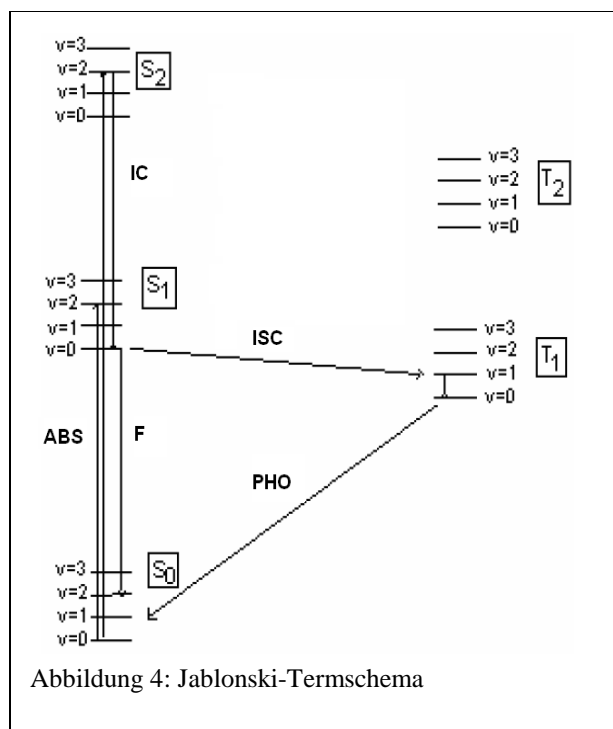 v=3
v=2
v=1
v=0
S2
IC
v=3
v=2
v=1
v=0
T2
v=3
v=2
v=1
v=0
S1
ISC
v=3
v=2
v=1
v=0
T1
ABS
F
PHO
v=3
v=2
v=1
v=0
S0
Abbildung 4: Jablonski-Termschema